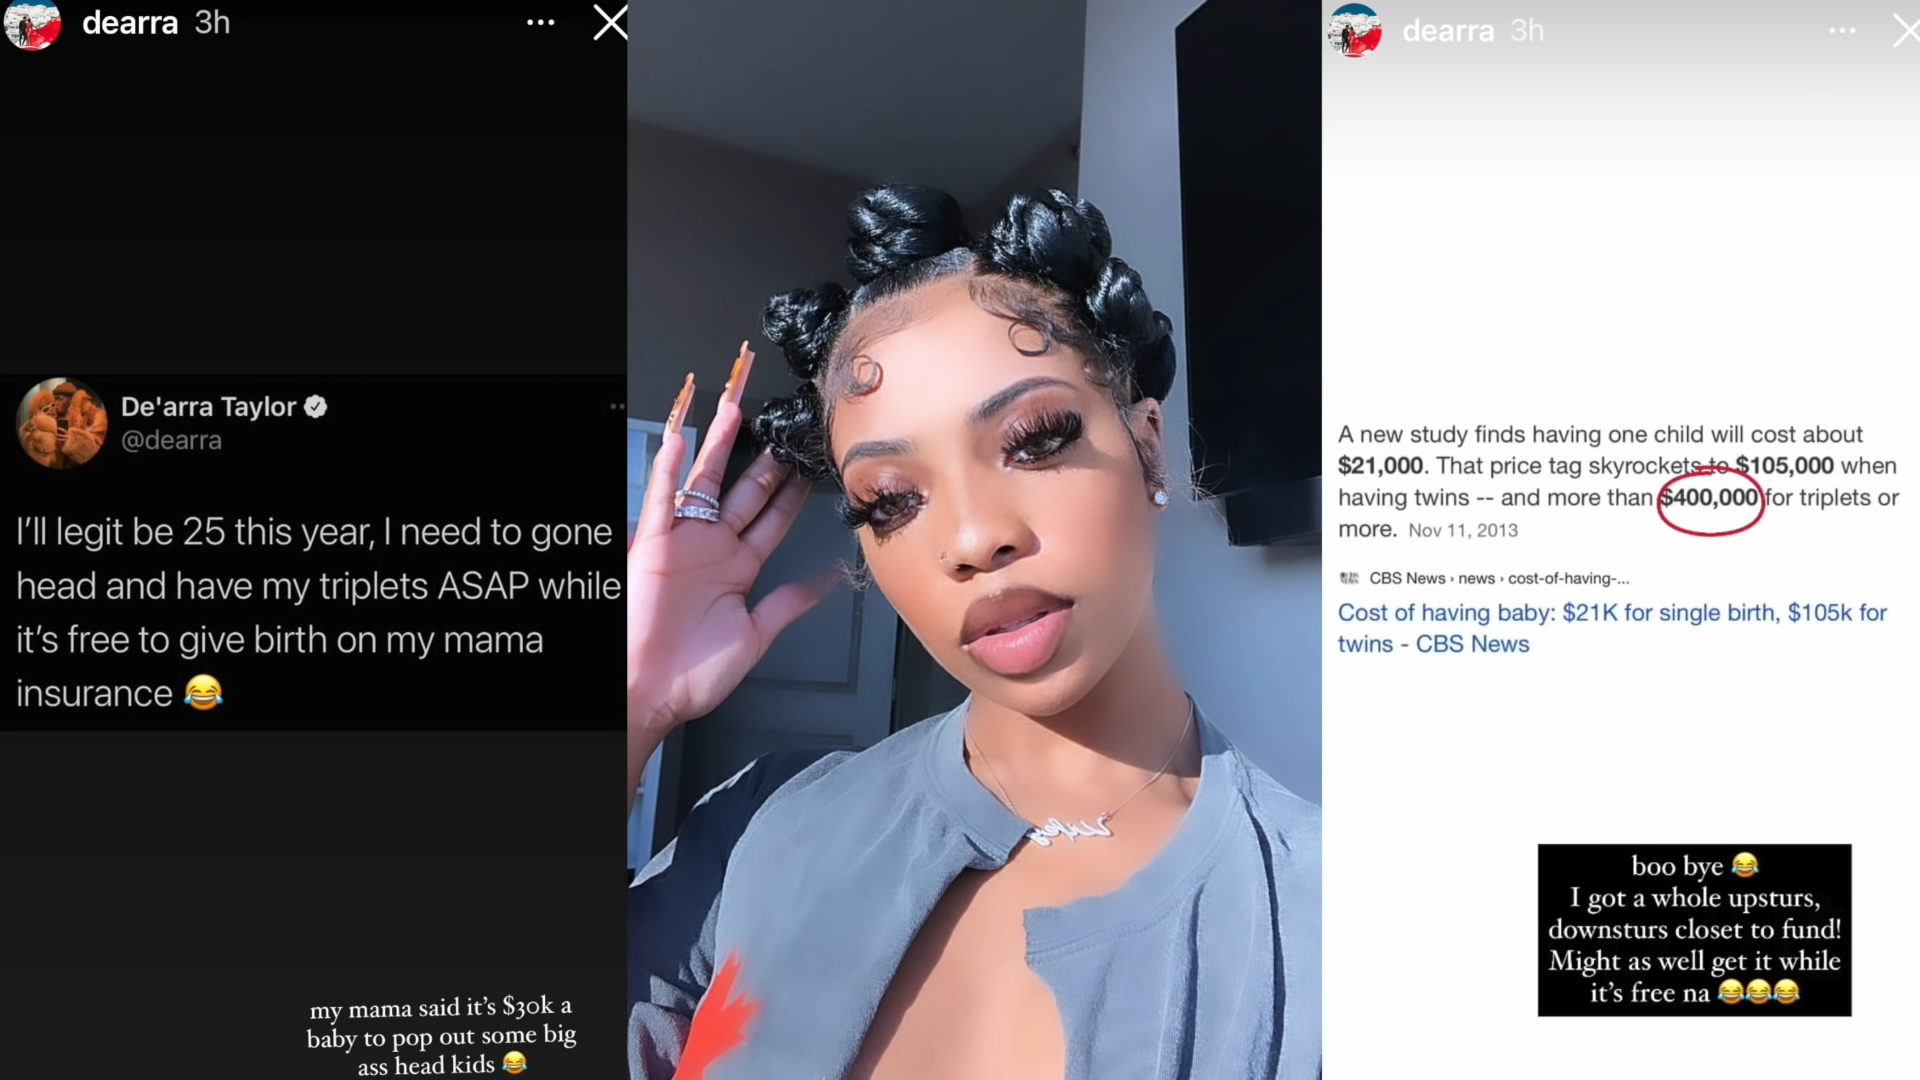 dearra 3h
De'arra Taylor
@dearra
I'll legit be 25 this year, I need to gone
head and have my triplets ASAP while
it's free to give birth on my mama
insurance 😂
my mama said it's $30k a
baby to pop out some big
ass head kids 😂
dearra 3h
A new study finds having one child will cost about
$21,000. That price tag skyrockets to $105,000 when
having twins -- and more than $400,000 for triplets or
more. Nov 11, 2013
CBS News › news › cost-of-having-...
Cost of having baby: $21K for single birth, $105k for
twins - CBS News
boo bye 😂
I got a whole upsturs,
downsturs closet to fund!
Might as well get it while
it's free na 😂😂😂